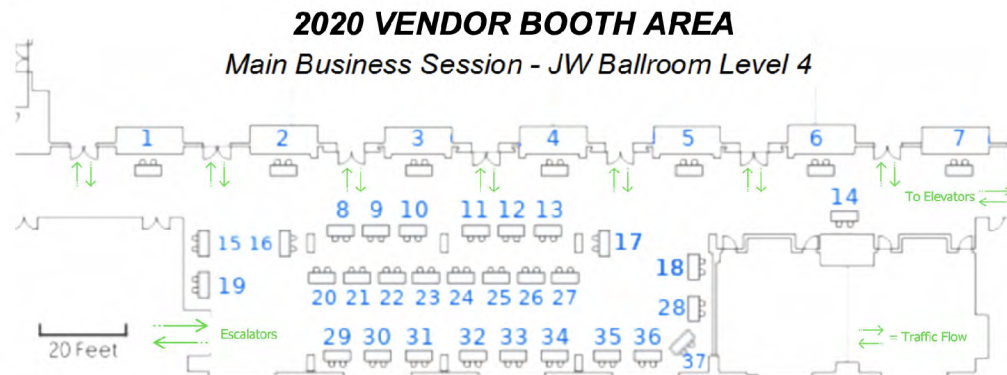 2020 VENDOR BOOTH AREA
Main Business Session - JW Ballroom Level 4
1 2 3 4 5 6 7
14
To Elevators
8 9 10 11 12 13
15 16 17
18
19
20 21 22 23 24 25 26 27
28
Escalators
29 30 31 32 33 34 35 36
= Traffic Flow
20 Feet
37